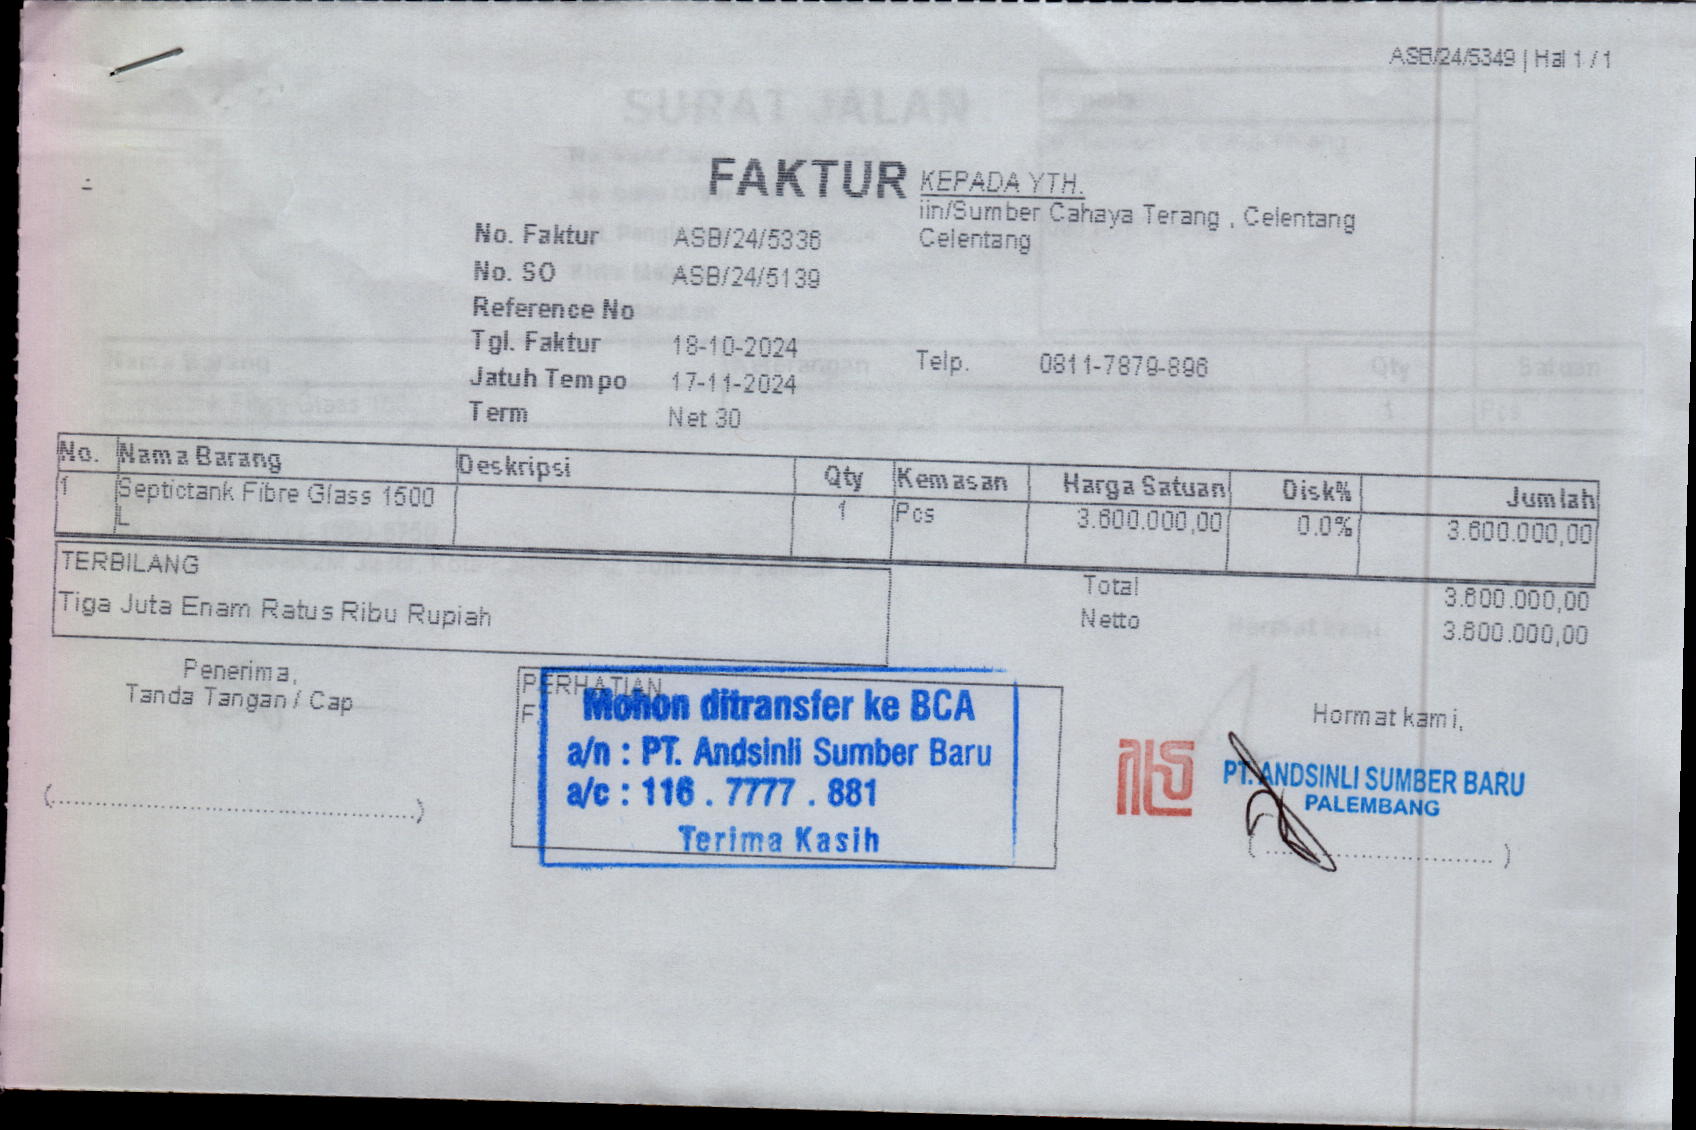 ASB/24/5349 | Hal 1 / 1
SURAT JALAN
FAKTUR
KEPADA YTH.
iin/Sumber Cahaya Terang , Celentang
Celentang
No. Faktur ASB/24/5336
No. SO ASB/24/5139
Reference No
Tgl. Faktur 18-10-2024
Jatuh Tempo 17-11-2024
Term Net 30
Telp. 0811-7879-896
No. Nama Barang Deskripsi Qty Kemasan Harga Satuan Disk% Jumlah
1 Septictank Fibre Glass 1500 1 Pcs 3.600.000,00 0.0% 3.600.000,00
L
TERBILANG
Tiga Juta Enam Ratus Ribu Rupiah
Total 3.600.000,00
Netto 3.600.000,00
Penerima,
Tanda Tangan / Cap
(................................................)
PERHATIAN
F
Mohon ditransfer ke BCA
a/n : PT. Andsinli Sumber Baru
a/c : 116 . 7777 . 881
Terima Kasih
Hormat kami,
PT. ANDSINLI SUMBER BARU
PALEMBANG
( ................................ )